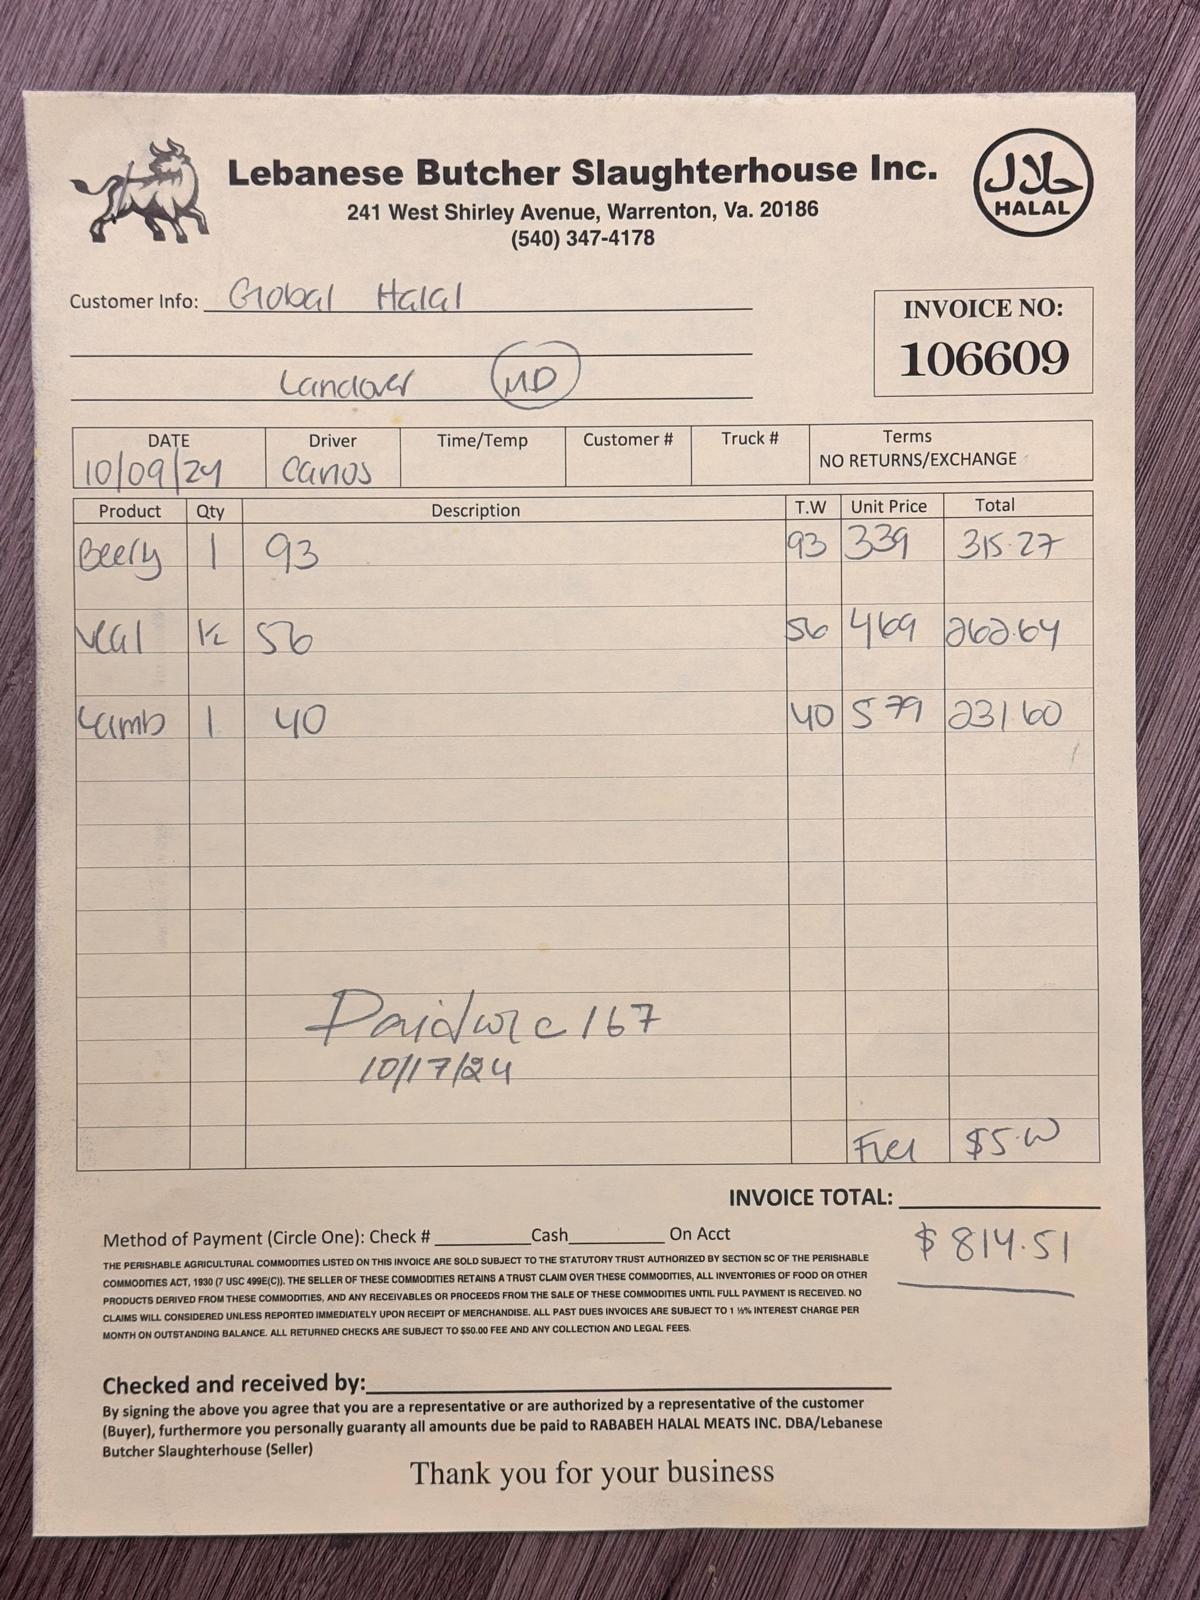 Lebanese Butcher Slaughterhouse Inc.
241 West Shirley Avenue, Warrenton, Va. 20186
(540) 347-4178
حلال
HALAL
Customer Info: Global Halal
Landover MD
INVOICE NO:
106609
DATE Driver Time/Temp Customer # Truck # Terms
10/09/24 NO RETURNS/EXCHANGE
Product Qty Description T.W Unit Price Total
1 93 93 339 315.27
Veal ½ 56 56 469 262.64
Lamb 1 40 40 579 231.60
Paid 167
10/17/24
Fuel $5.00
INVOICE TOTAL:
$ 814.51
Method of Payment (Circle One): Check # Cash On Acct
THE PERISHABLE AGRICULTURAL COMMODITIES LISTED ON THIS INVOICE ARE SOLD SUBJECT TO THE STATUTORY TRUST AUTHORIZED BY SECTION 5C OF THE PERISHABLE
COMMODITIES ACT, 1930 (7 USC 499E(C)). THE SELLER OF THESE COMMODITIES RETAINS A TRUST CLAIM OVER THESE COMMODITIES, ALL INVENTORIES OF FOOD OR OTHER
PRODUCTS DERIVED FROM THESE COMMODITIES, AND ANY RECEIVABLES OR PROCEEDS FROM THE SALE OF THESE COMMODITIES UNTIL FULL PAYMENT IS RECEIVED. NO
CLAIMS WILL CONSIDERED UNLESS REPORTED IMMEDIATELY UPON RECEIPT OF MERCHANDISE. ALL PAST DUES INVOICES ARE SUBJECT TO 1 ½% INTEREST CHARGE PER
MONTH ON OUTSTANDING BALANCE. ALL RETURNED CHECKS ARE SUBJECT TO $50.00 FEE AND ANY COLLECTION AND LEGAL FEES.
Checked and received by:
By signing the above you agree that you are a representative or are authorized by a representative of the customer
(Buyer), furthermore you personally guaranty all amounts due be paid to RABABEH HALAL MEATS INC. DBA/Lebanese
Butcher Slaughterhouse (Seller)
Thank you for your business